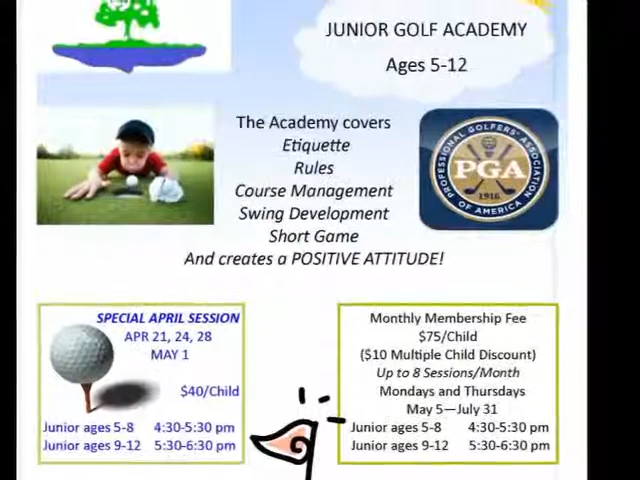 JUNIOR GOLF ACADEMY
Ages 5-12
The Academy covers
Etiquette
Rules
Course Management
Swing Development
Short Game
And creates a POSITIVE ATTITUDE!
PROFESSIONAL GOLFERS' ASSOCIATION
PGA
1916
OF AMERICA
SPECIAL APRIL SESSION
APR 21, 24, 28
MAY 1
$40/Child
Junior ages 5-8 4:30-5:30 pm
Junior ages 9-12 5:30-6:30 pm
Monthly Membership Fee
$75/Child
($10 Multiple Child Discount)
Up to 8 Sessions/Month
Mondays and Thursdays
May 5—July 31
Junior ages 5-8 4:30-5:30 pm
Junior ages 9-12 5:30-6:30 pm